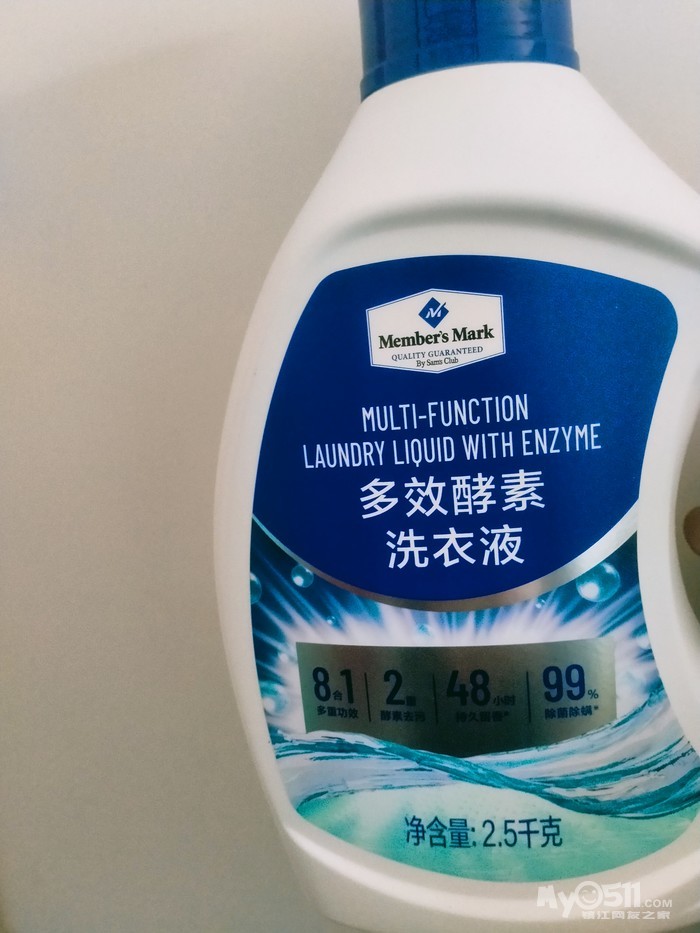 Member's Mark
QUALITY GUARANTEED
By Sam's Club
MULTI-FUNCTION
LAUNDRY LIQUID WITH ENZYME
多效酵素
洗衣液
8合1 2重 48小时 99%
多重功效 酵素去污 持久留香* 除菌除螨*
净含量: 2.5千克
My0511.COM
镇江网友之家